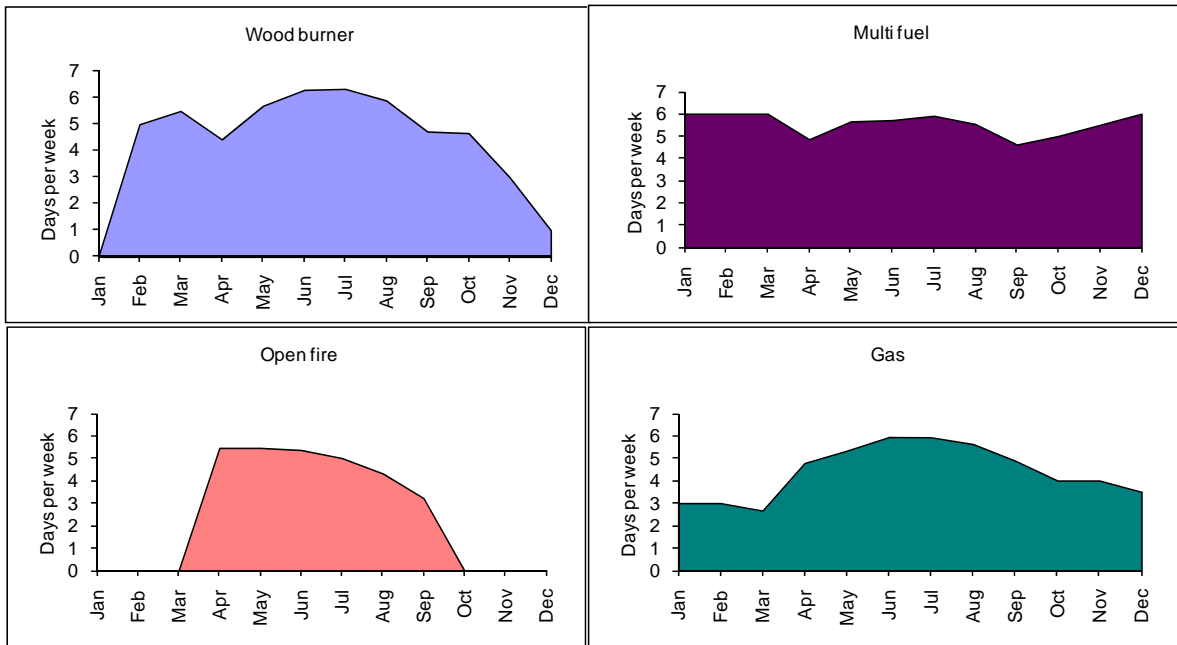 Wood burner
Days per week
7
6
5
4
3
2
1
0
Jan
Feb
Mar
Apr
May
Jun
Jul
Aug
Sep
Oct
Nov
Dec
Multi fuel
Days per week
7
6
5
4
3
2
1
0
Jan
Feb
Mar
Apr
May
Jun
Jul
Aug
Sep
Oct
Nov
Dec
Open fire
Days per week
7
6
5
4
3
2
1
0
Jan
Feb
Mar
Apr
May
Jun
Jul
Aug
Sep
Oct
Nov
Dec
Gas
Days per week
7
6
5
4
3
2
1
0
Jan
Feb
Mar
Apr
May
Jun
Jul
Aug
Sep
Oct
Nov
Dec